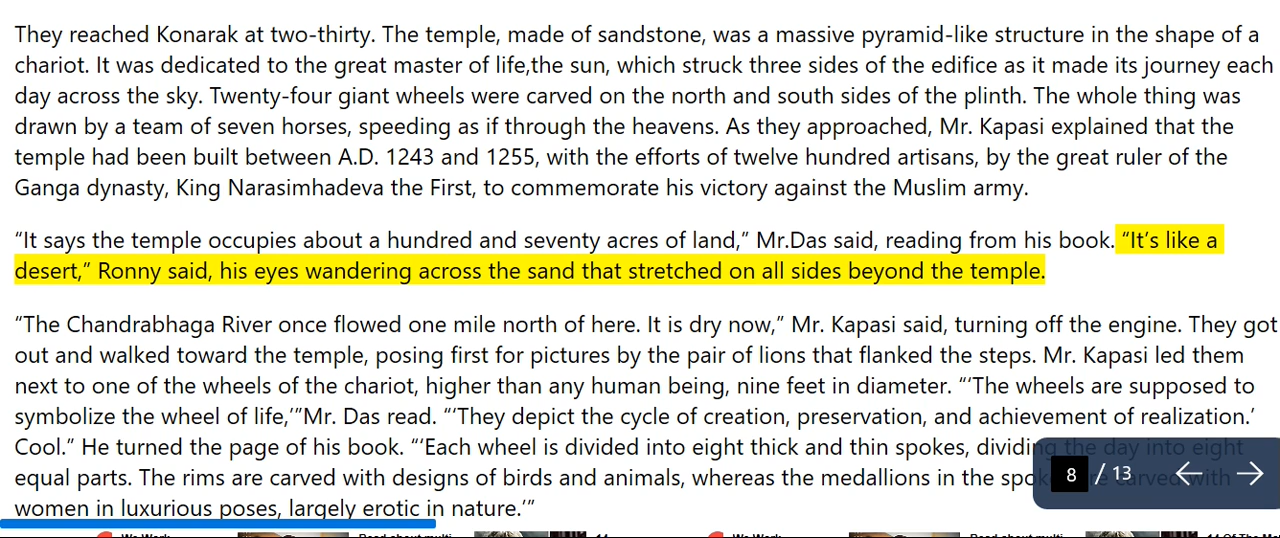 They reached Konarak at two-thirty. The temple, made of sandstone, was a massive pyramid-like structure in the shape of a
chariot. It was dedicated to the great master of life,the sun, which struck three sides of the edifice as it made its journey each
day across the sky. Twenty-four giant wheels were carved on the north and south sides of the plinth. The whole thing was
drawn by a team of seven horses, speeding as if through the heavens. As they approached, Mr. Kapasi explained that the
temple had been built between A.D. 1243 and 1255, with the efforts of twelve hundred artisans, by the great ruler of the
Ganga dynasty, King Narasimhadeva the First, to commemorate his victory against the Muslim army.
“It says the temple occupies about a hundred and seventy acres of land,” Mr.Das said, reading from his book. “It’s like a
desert,” Ronny said, his eyes wandering across the sand that stretched on all sides beyond the temple.
“The Chandrabhaga River once flowed one mile north of here. It is dry now,” Mr. Kapasi said, turning off the engine. They got
out and walked toward the temple, posing first for pictures by the pair of lions that flanked the steps. Mr. Kapasi led them
next to one of the wheels of the chariot, higher than any human being, nine feet in diameter. “‘The wheels are supposed to
symbolize the wheel of life,’”Mr. Das read. “‘They depict the cycle of creation, preservation, and achievement of realization.’
Cool.” He turned the page of his book. “‘Each wheel is divided into eight thick and thin spokes, dividing the day into eight
equal parts. The rims are carved with designs of birds and animals, whereas the medallions in the spokes are carved with
women in luxurious poses, largely erotic in nature.’”
8 / 13